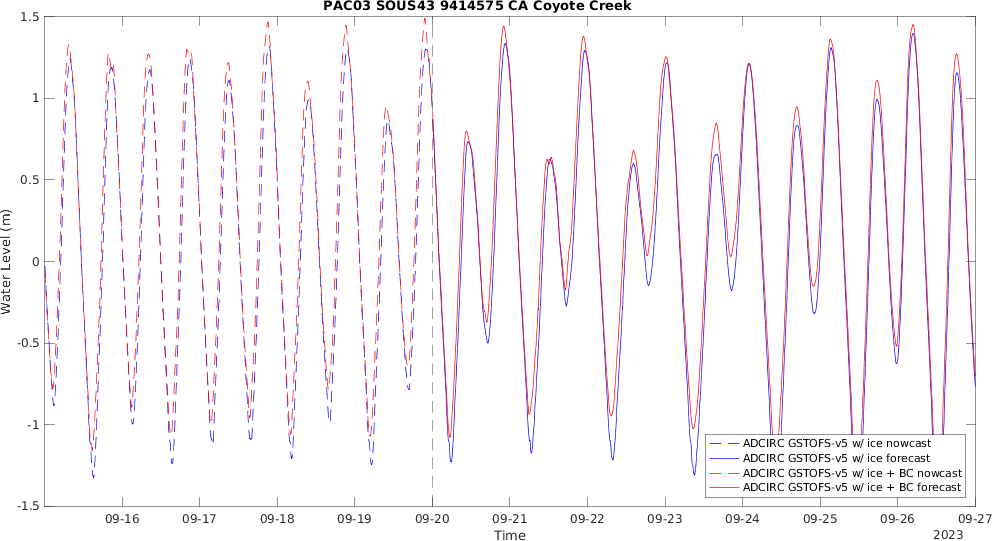 PAC03 SOUS43 9414575 CA Coyote Creek
1.5
1
0.5
0
-0.5
-1
-1.5
Water Level (m)
09-16
09-17
09-18
09-19
09-20
09-21
09-22
09-23
09-24
09-25
09-26
09-27
Time
2023
ADCIRC GSTOFS-v5 w/ ice nowcast
ADCIRC GSTOFS-v5 w/ ice forecast
ADCIRC GSTOFS-v5 w/ ice + BC nowcast
ADCIRC GSTOFS-v5 w/ ice + BC forecast